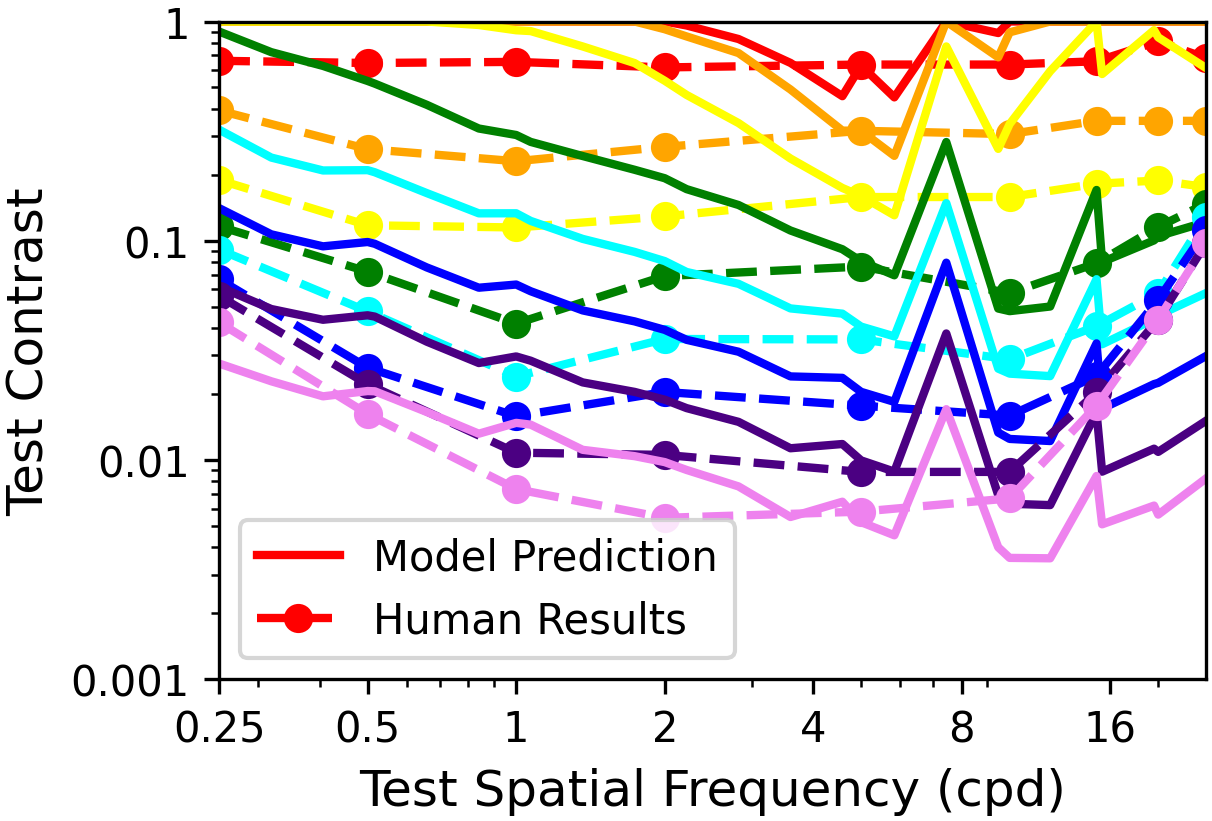 1
0.1
0.01
0.001
Test Contrast
Model Prediction
Human Results
0.25 0.5 1 2 4 8 16
Test Spatial Frequency (cpd)